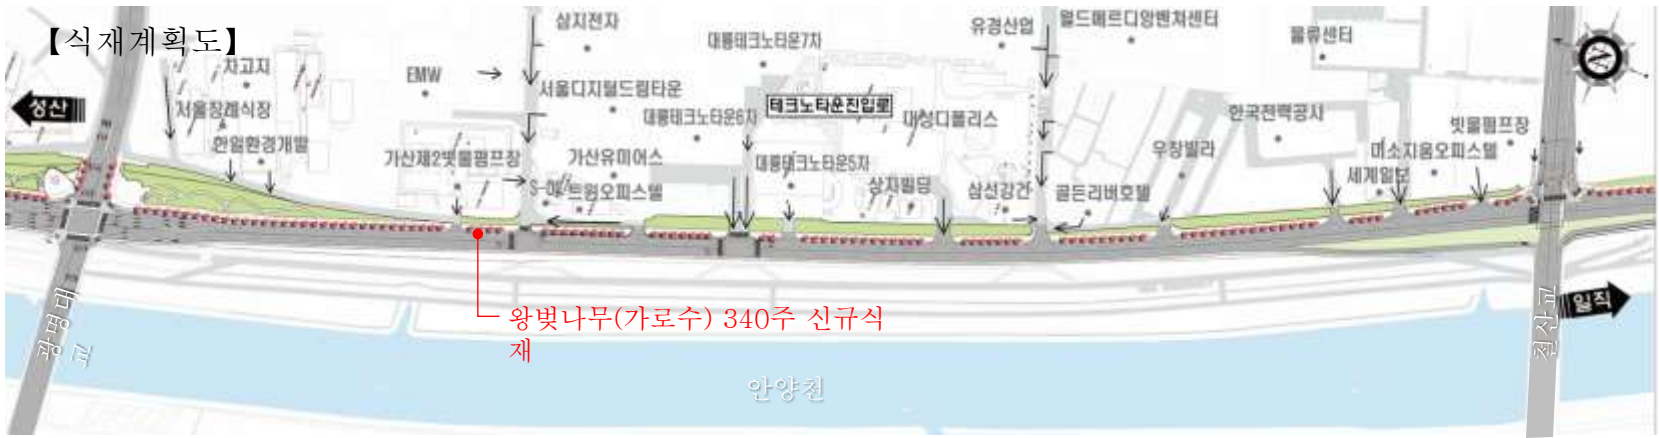 【식재계획도】
삼지전자
대륭테크노타운7차
유경산업
월드메르디앙벤처센터
물류센터
차고지
EMW
성산
서울장례식장
서울디지털드림타운
대륭테크노타운6차
테크노타운진입로
대성디폴리스
한국전력공사
빗물펌프장
한일환경개발
가산제2빗물펌프장
가산유미어스
대륭테크노타운5차
우창빌라
미소지움오피스텔
세계일보
트윈오피스텔
삼선강건
골든리버호텔
왕벚나무(가로수) 340주 신규식
재
광명대
교
안양천
철산교
일직